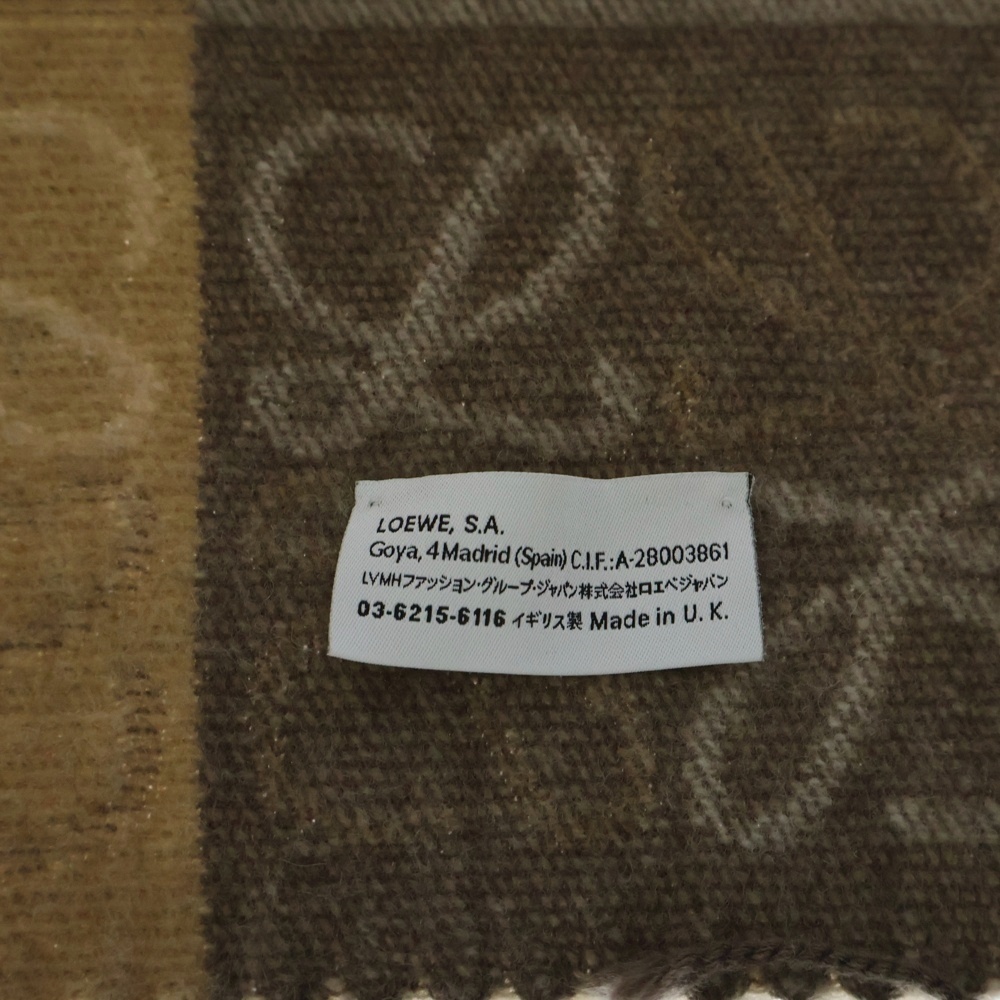 LOEWE, S.A.
Goya, 4 Madrid (Spain) C.I.F.:A-28003861
LVMHファッション・グループ・ジャパン株式会社ロエベジャパン
03-6215-6116 イギリス製 Made in U. K.